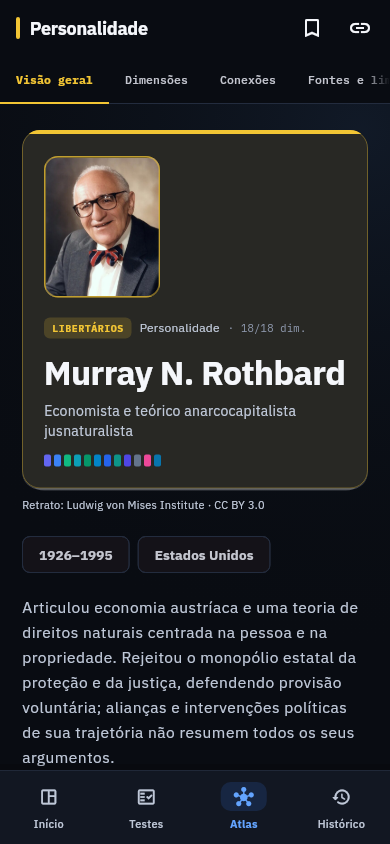 Personalidade
Visão geral Dimensões Conexões Fontes e li
LIBERTÁRIOS Personalidade · 18/18 dim.
Murray N. Rothbard
Economista e teórico anarcocapitalista
jusnaturalista
Retrato: Ludwig von Mises Institute · CC BY 3.0
1926–1995 Estados Unidos
Articulou economia austríaca e uma teoria de
direitos naturais centrada na pessoa e na
propriedade. Rejeitou o monopólio estatal da
proteção e da justiça, defendendo provisão
voluntária; alianças e intervenções políticas
de sua trajetória não resumem todos os seus
argumentos.
Início Testes Atlas Histórico